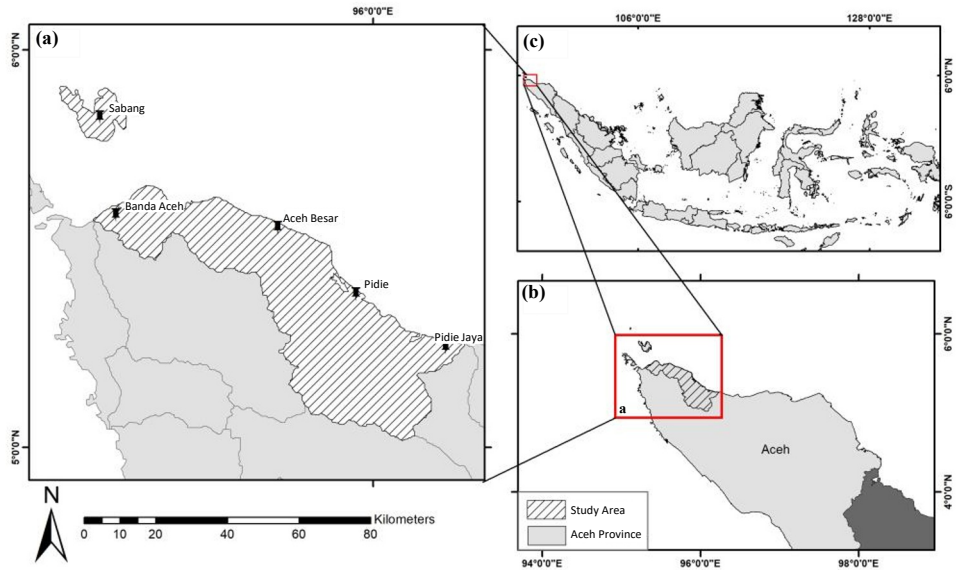 96°0'0"E
6°0'0"N
5°0'0"N
(a)
Sabang
Banda Aceh
Aceh Besar
Pidie
Pidie Jaya
N
Kilometers
0 10 20 40 60 80
106°0'0"E
128°0'0"E
(c)
6°0'0"N
6°0'0"S
(b)
a
Aceh
Study Area
Aceh Province
6°0'0"N
4°0'0"N
94°0'0"E
96°0'0"E
98°0'0"E